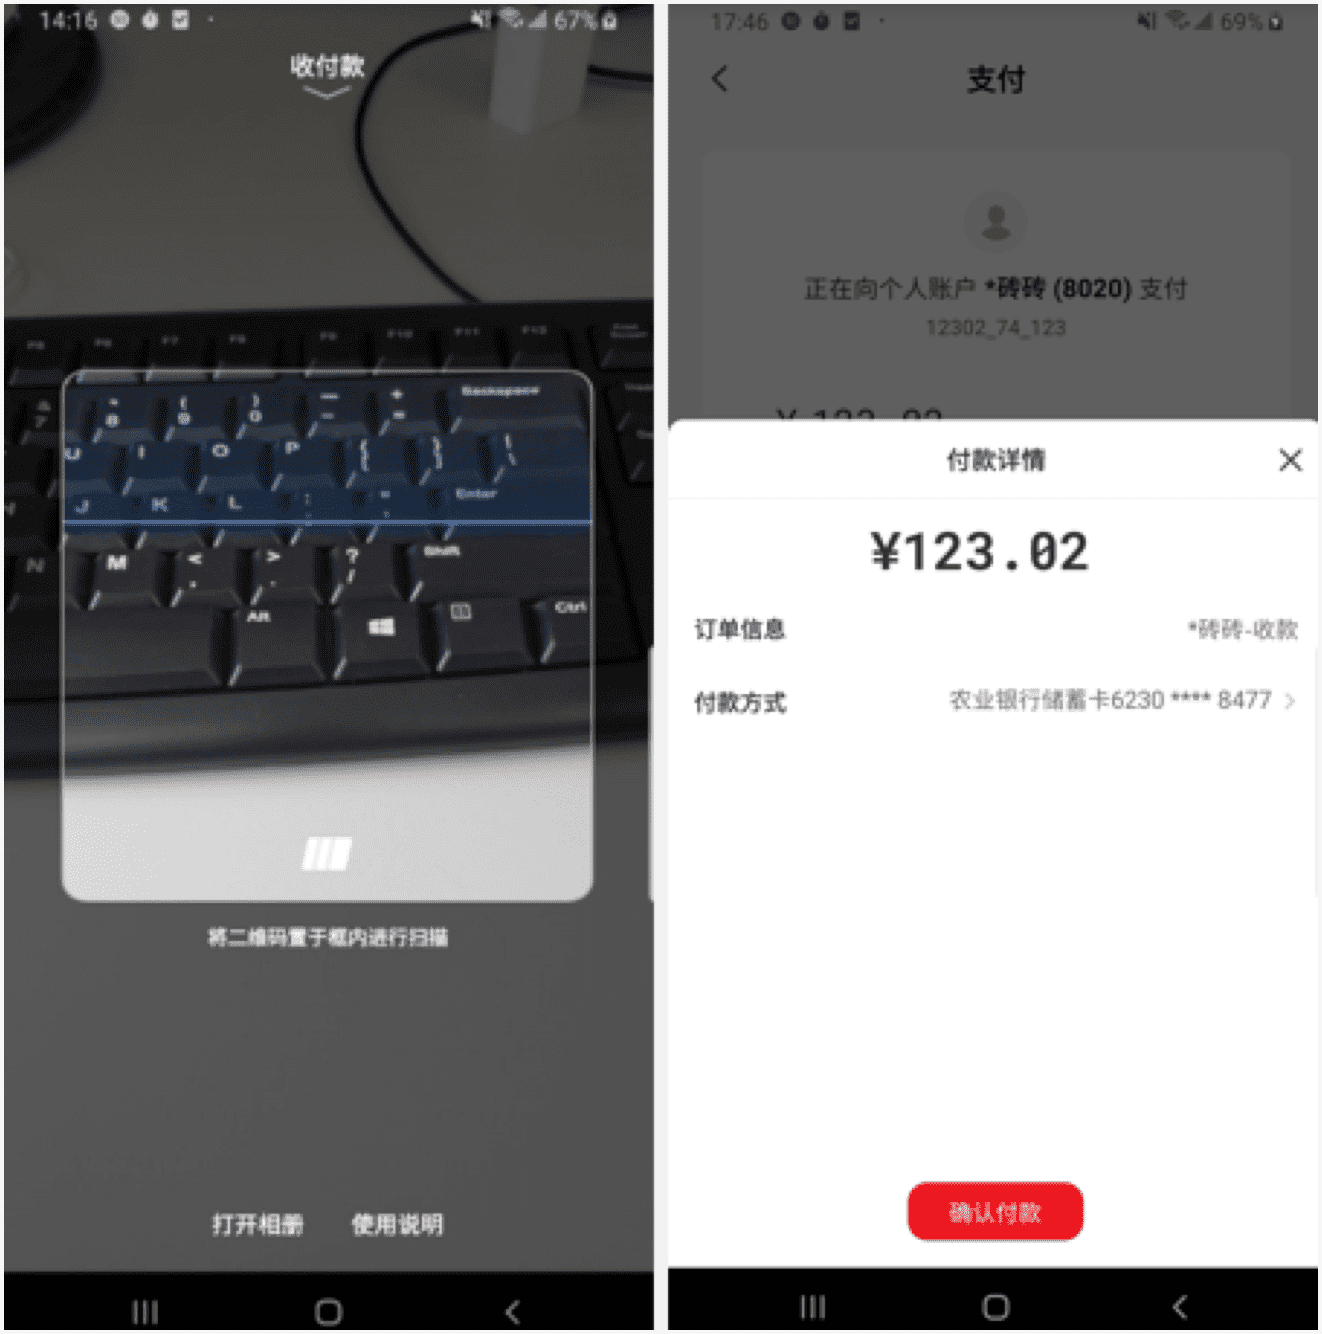 14:16
67%
收付款
F7
F9
F10
F11
F12
Backspace
8
9
0
+
=
U
I
O
P
J
K
L
Enter
N
M
<
>
?
/
Shift
Alt
Ctrl
将二维码置于框内进行扫描
打开相册 使用说明
17:46
69%
支付
正在向个人账户 *砖砖 (8020) 支付
12302_74_123
¥ 123.02
付款详情
¥123.02
订单信息 *砖砖-收款
付款方式 农业银行储蓄卡6230 **** 8477
确认付款